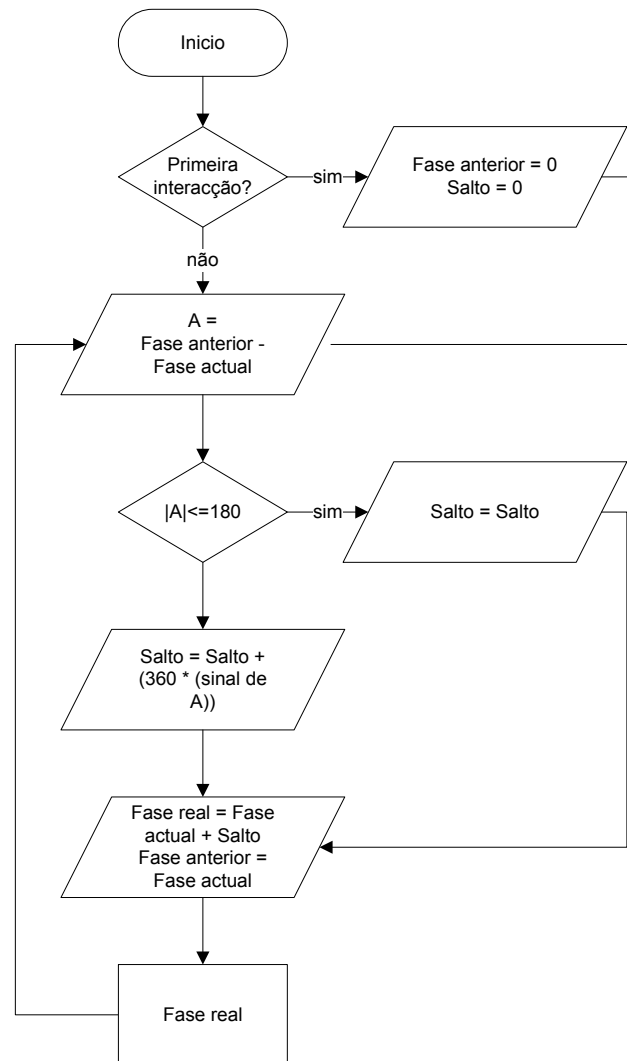 Inicio
Primeira
interacção?
sim
Fase anterior = 0
Salto = 0
não
A =
Fase anterior -
Fase actual
|A|<=180
sim
Salto = Salto
Salto = Salto +
(360 * (sinal de
A))
Fase real = Fase
actual + Salto
Fase anterior =
Fase actual
Fase real